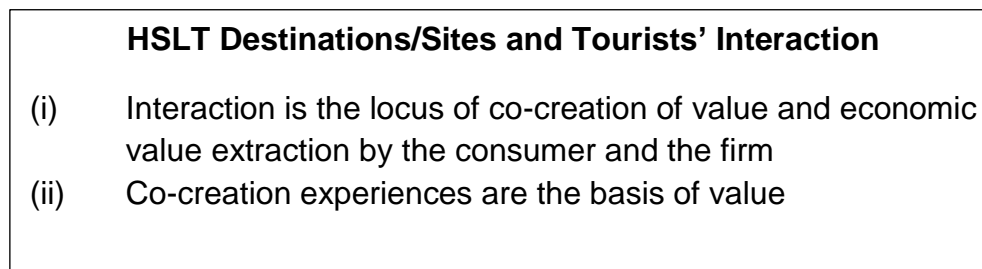 HSLT Destinations/Sites and Tourists’ Interaction
(i) Interaction is the locus of co-creation of value and economic
value extraction by the consumer and the firm
(ii) Co-creation experiences are the basis of value